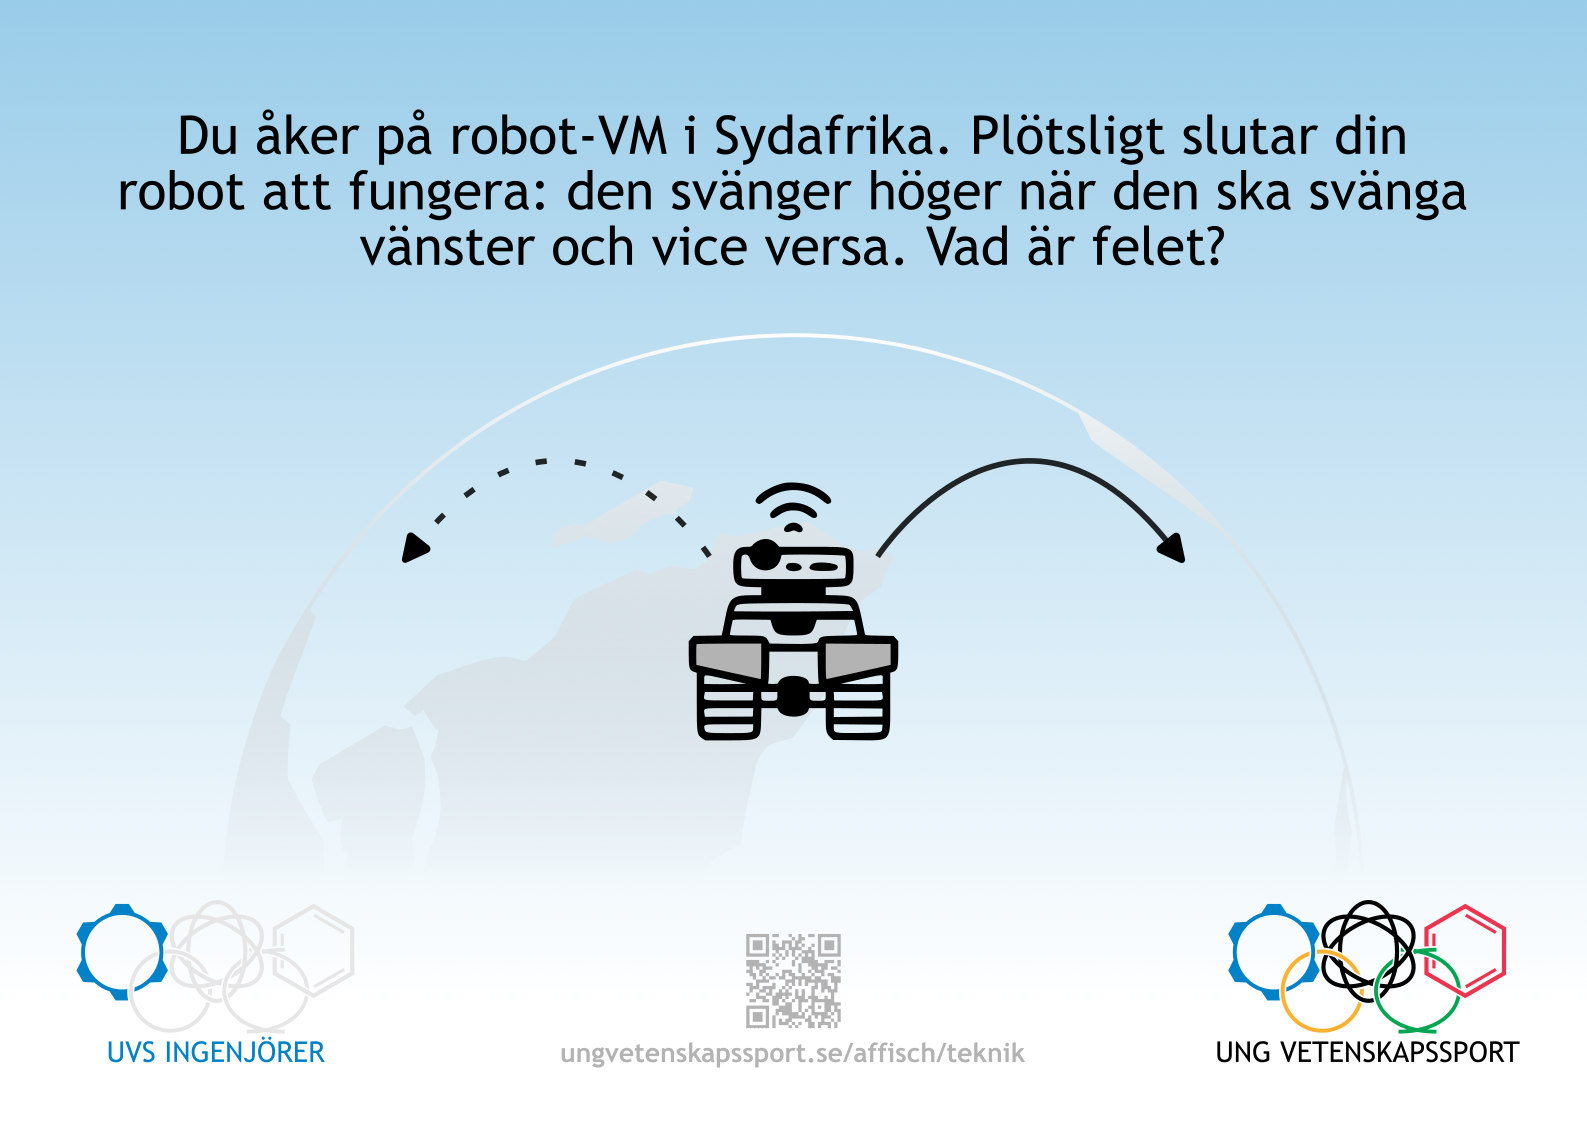 Du åker på robot-VM i Sydafrika. Plötsligt slutar din
robot att fungera: den svänger höger när den ska svänga
vänster och vice versa. Vad är felet?
UVS INGENJÖRER
ungvetenskapssport.se/affisch/teknik
UNG VETENSKAPSSPORT